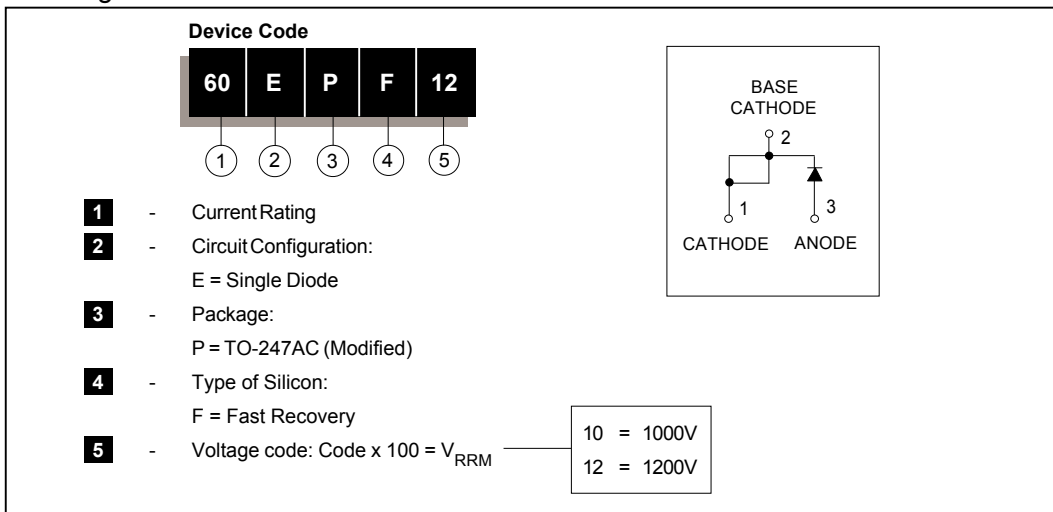 Device Code
60 E P F 12
1 2 3 4 5
1 - Current Rating
2 - Circuit Configuration:
E = Single Diode
3 - Package:
P = TO-247AC (Modified)
4 - Type of Silicon:
F = Fast Recovery
5 - Voltage code: Code x 100 = VRRM
10 = 1000V
12 = 1200V
BASE
CATHODE
2
1 3
CATHODE ANODE